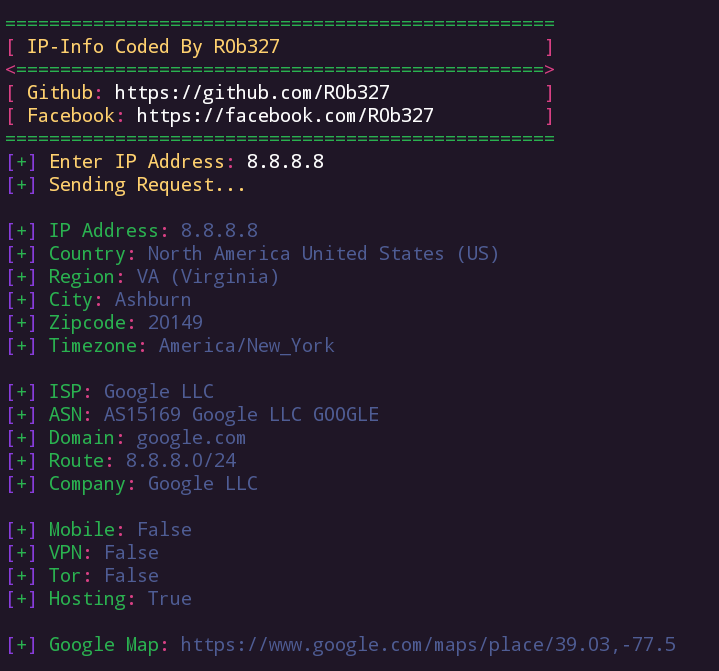 ==================================================
[ IP-Info Coded By R0b327                        ]
<================================================>
[ Github: https://github.com/R0b327              ]
[ Facebook: https://facebook.com/R0b327          ]
==================================================
[+] Enter IP Address: 8.8.8.8
[+] Sending Request...
[+] IP Address: 8.8.8.8
[+] Country: North America United States (US)
[+] Region: VA (Virginia)
[+] City: Ashburn
[+] Zipcode: 20149
[+] Timezone: America/New_York
[+] ISP: Google LLC
[+] ASN: AS15169 Google LLC GOOGLE
[+] Domain: google.com
[+] Route: 8.8.8.0/24
[+] Company: Google LLC
[+] Mobile: False
[+] VPN: False
[+] Tor: False
[+] Hosting: True
[+] Google Map: https://www.google.com/maps/place/39.03,-77.5